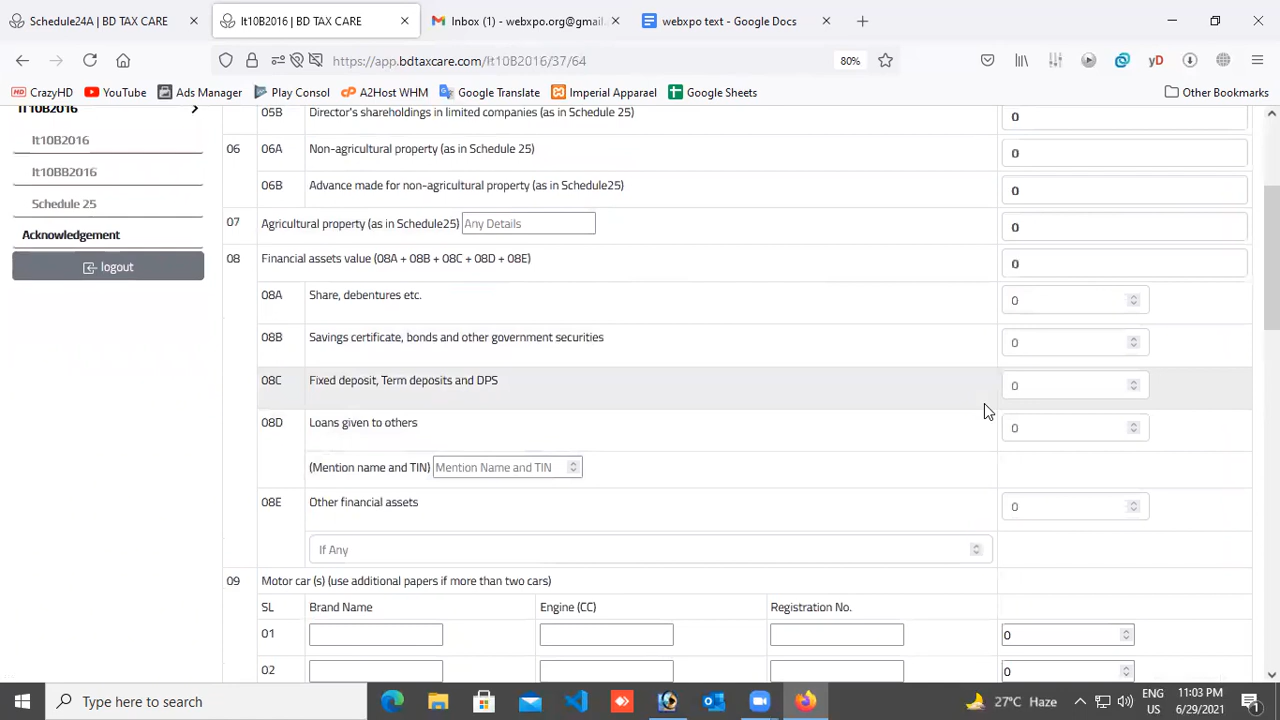 Schedule24A | BD TAX CARE
It10B2016 | BD TAX CARE
Inbox (1) - webxpo.org@gmail
webxpo text - Google Docs
https://app.bdtaxcare.com/It10B2016/37/64
80%
yD
HD CrazyHD
YouTube
Ads Manager
Play Consol
cP A2Host WHM
Google Translate
Imperial Apparael
Google Sheets
Other Bookmarks
It10B2016
It10B2016
It10BB2016
Schedule 25
Acknowledgement
logout
05B Director's shareholdings in limited companies (as in Schedule 25) 0
06 06A Non-agricultural property (as in Schedule 25) 0
06B Advance made for non-agricultural property (as in Schedule25) 0
07 Agricultural property (as in Schedule25) Any Details 0
08 Financial assets value (08A + 08B + 08C + 08D + 08E) 0
08A Share, debentures etc. 0
08B Savings certificate, bonds and other government securities 0
08C Fixed deposit, Term deposits and DPS 0
08D Loans given to others 0
(Mention name and TIN) Mention Name and TIN
08E Other financial assets 0
If Any
09 Motor car (s) (use additional papers if more than two cars)
SL Brand Name Engine (CC) Registration No.
01 0
02 0
Type here to search
27°C Haze
ENG
US
11:03 PM
6/29/2021
1